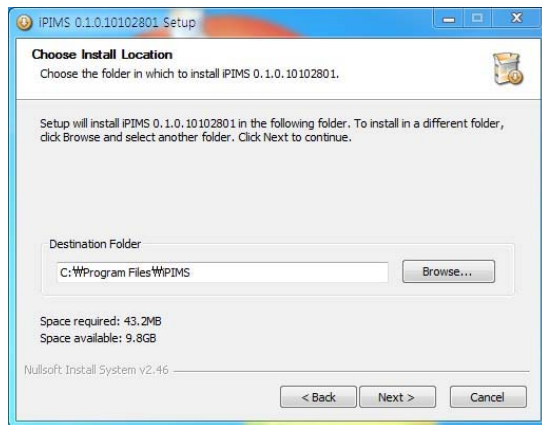 iPIMS 0.1.0.10102801 Setup
Choose Install Location
Choose the folder in which to install iPIMS 0.1.0.10102801.
Setup will install iPIMS 0.1.0.10102801 in the following folder. To install in a different folder,
click Browse and select another folder. Click Next to continue.
Destination Folder
C:₩Program Files₩iPIMS
Browse...
Space required: 43.2MB
Space available: 9.8GB
Nullsoft Install System v2.46
< Back
Next >
Cancel